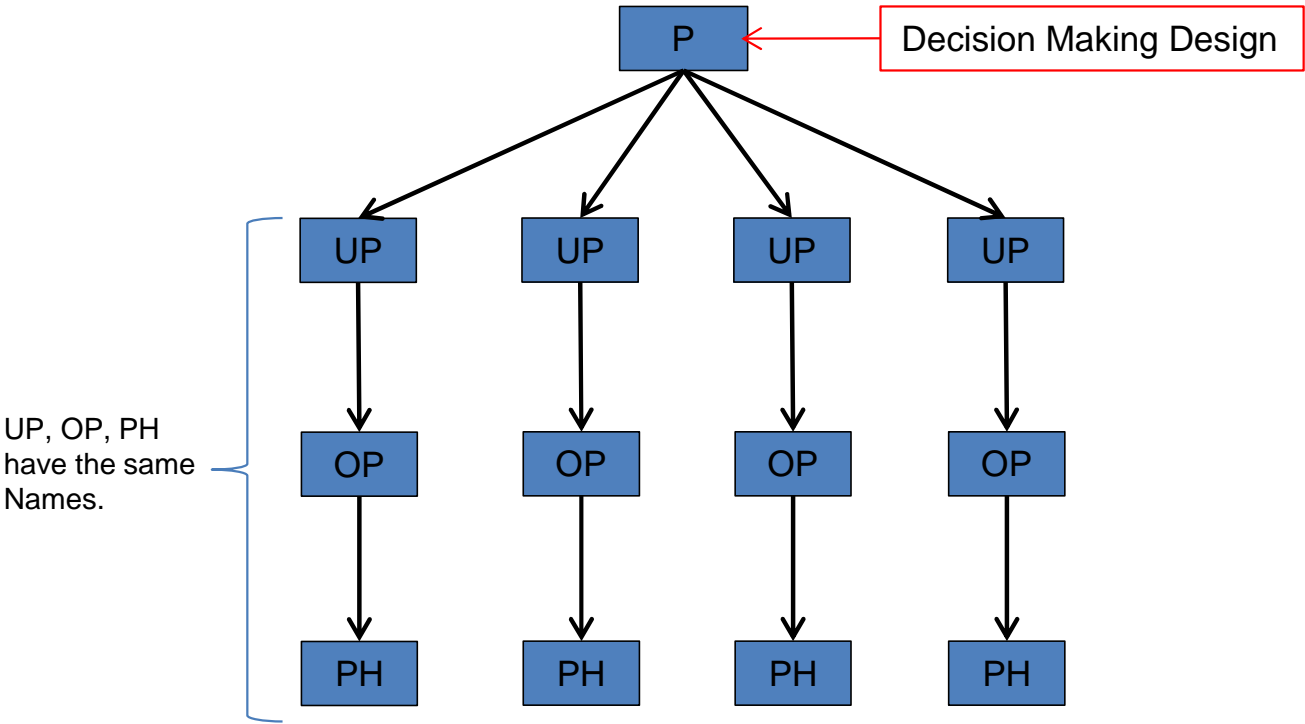 P
Decision Making Design
UP
UP
UP
UP
UP, OP, PH
have the same
Names.
OP
OP
OP
OP
PH
PH
PH
PH